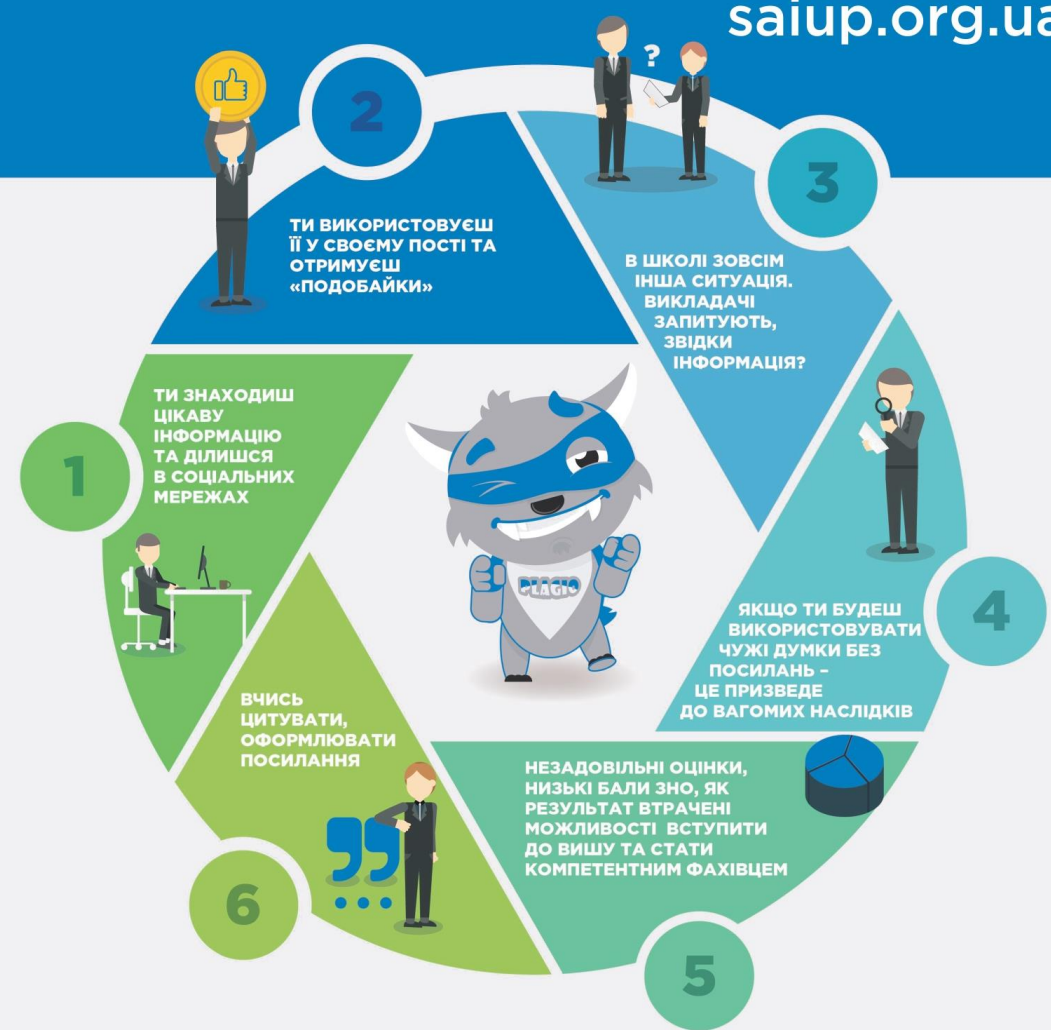 saiup.org.ua
2
?
3
ТИ ВИКОРИСТОВУЄШ
ЇЇ У СВОЄМУ ПОСТІ ТА
ОТРИМУЄШ
«ПОДОБАЙКИ»
В ШКОЛІ ЗОВСІМ
ІНША СИТУАЦІЯ.
ВИКЛАДАЧІ
ЗАПИТУЮТЬ,
ЗВІДКИ
ІНФОРМАЦІЯ?
1
ТИ ЗНАХОДИШ
ЦІКАВУ
ІНФОРМАЦІЮ
ТА ДІЛИШСЯ
В СОЦІАЛЬНИХ
МЕРЕЖАХ
PLAGIO
4
ЯКЩО ТИ БУДЕШ
ВИКОРИСТОВУВАТИ
ЧУЖІ ДУМКИ БЕЗ
ПОСИЛАНЬ –
ЦЕ ПРИЗВЕДЕ
ДО ВАГОМИХ НАСЛІДКІВ
ВЧИСЬ
ЦИТУВАТИ,
ОФОРМЛЮВАТИ
ПОСИЛАННЯ
6
НЕЗАДОВІЛЬНІ ОЦІНКИ,
НИЗЬКІ БАЛИ ЗНО, ЯК
РЕЗУЛЬТАТ ВТРАЧЕНІ
МОЖЛИВОСТІ ВСТУПИТИ
ДО ВИШУ ТА СТАТИ
КОМПЕТЕНТНИМ ФАХІВЦЕМ
5